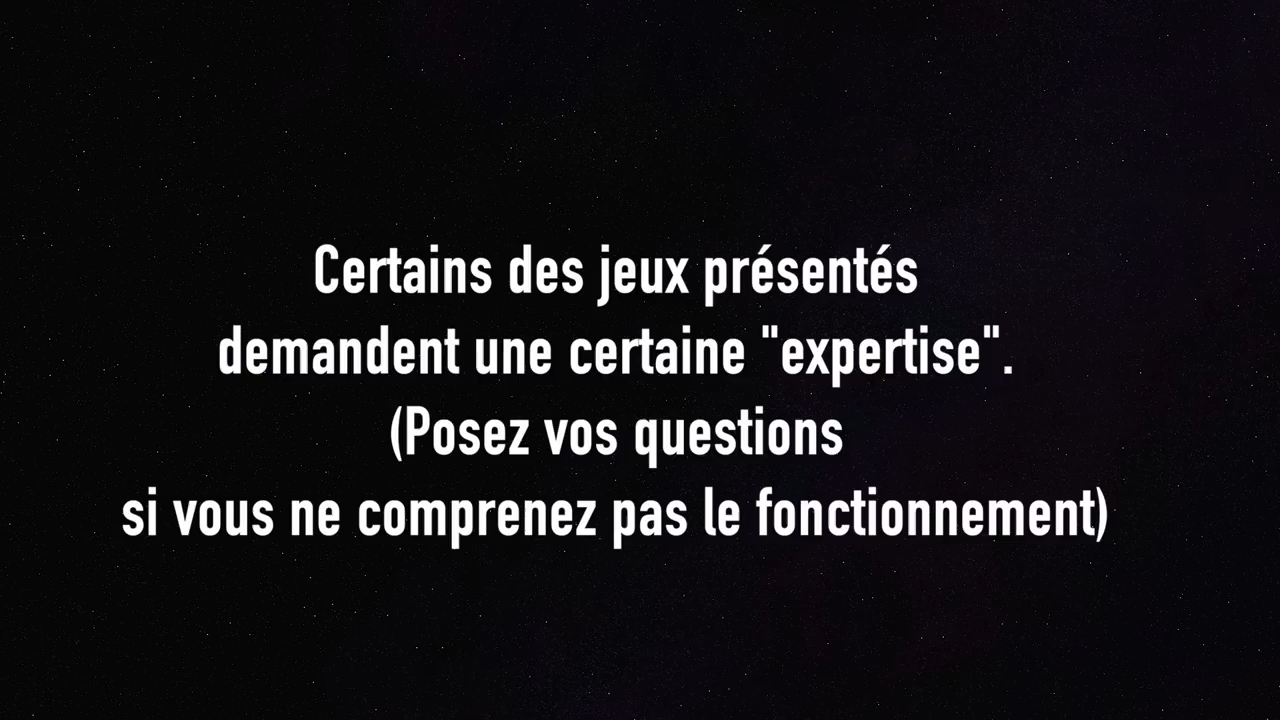 Certains des jeux présentés
demandent une certaine "expertise".
(Posez vos questions
si vous ne comprenez pas le fonctionnement)